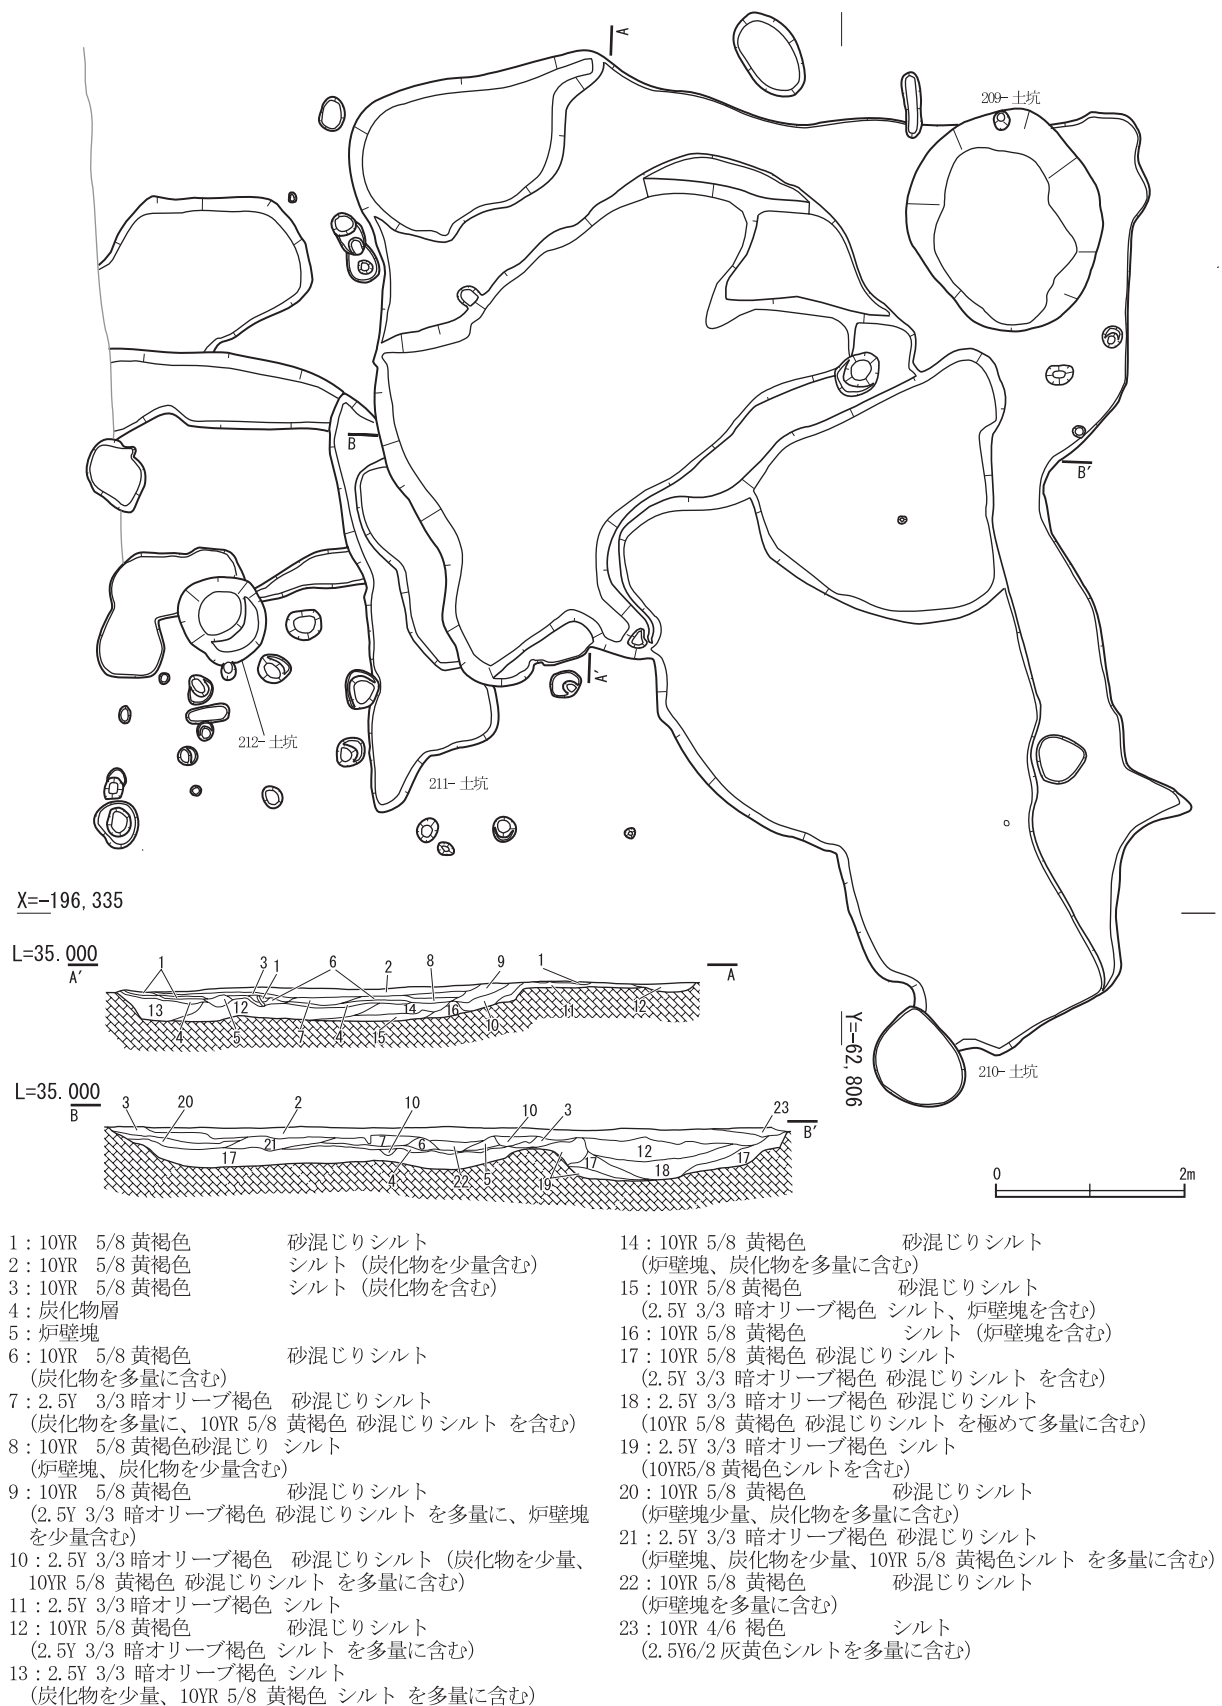 A
209-土坑
B
B′
A′
212-土坑
211-土坑
X=-196,335
L=35.000
A′
1
3
1
6
2
8
9
1
A
13
4
5
12
7
4
15
14
16
10
11
12
Y=-62,806
210-土坑
L=35.000
B
3
20
2
10
10
3
23
B′
17
21
7
6
4
22
5
19
17
12
18
17
0
2m
1：10YR 5/8 黄褐色 砂混じりシルト
2：10YR 5/8 黄褐色 シルト（炭化物を少量含む）
3：10YR 5/8 黄褐色 シルト（炭化物を含む）
4：炭化物層
5：炉壁塊
6：10YR 5/8 黄褐色 砂混じりシルト
（炭化物を多量に含む）
7：2.5Y 3/3 暗オリーブ褐色 砂混じりシルト
（炭化物を多量に、10YR 5/8 黄褐色 砂混じりシルト を含む）
8：10YR 5/8 黄褐色砂混じり シルト
（炉壁塊、炭化物を少量含む）
9：10YR 5/8 黄褐色 砂混じりシルト
（2.5Y 3/3 暗オリーブ褐色 砂混じりシルト を多量に、炉壁塊
を少量含む）
10：2.5Y 3/3 暗オリーブ褐色 砂混じりシルト（炭化物を少量、
10YR 5/8 黄褐色 砂混じりシルト を多量に含む）
11：2.5Y 3/3 暗オリーブ褐色 シルト
12：10YR 5/8 黄褐色 砂混じりシルト
（2.5Y 3/3 暗オリーブ褐色 シルト を多量に含む）
13：2.5Y 3/3 暗オリーブ褐色 シルト
（炭化物を少量、10YR 5/8 黄褐色 シルト を多量に含む）
14：10YR 5/8 黄褐色 砂混じりシルト
（炉壁塊、炭化物を多量に含む）
15：10YR 5/8 黄褐色 砂混じりシルト
（2.5Y 3/3 暗オリーブ褐色 シルト、炉壁塊を含む）
16：10YR 5/8 黄褐色 シルト（炉壁塊を含む）
17：10YR 5/8 黄褐色 砂混じりシルト
（2.5Y 3/3 暗オリーブ褐色 砂混じりシルト を含む）
18：2.5Y 3/3 暗オリーブ褐色 砂混じりシルト
（10YR 5/8 黄褐色 砂混じりシルト を極めて多量に含む）
19：2.5Y 3/3 暗オリーブ褐色 シルト
（10YR5/8 黄褐色シルトを含む）
20：10YR 5/8 黄褐色 砂混じりシルト
（炉壁塊少量、炭化物を多量に含む）
21：2.5Y 3/3 暗オリーブ褐色 砂混じりシルト
（炉壁塊、炭化物を少量、10YR 5/8 黄褐色シルト を多量に含む）
22：10YR 5/8 黄褐色 砂混じりシルト
（炉壁塊を多量に含む）
23：10YR 4/6 褐色 シルト
（2.5Y6/2 灰黄色シルトを多量に含む）